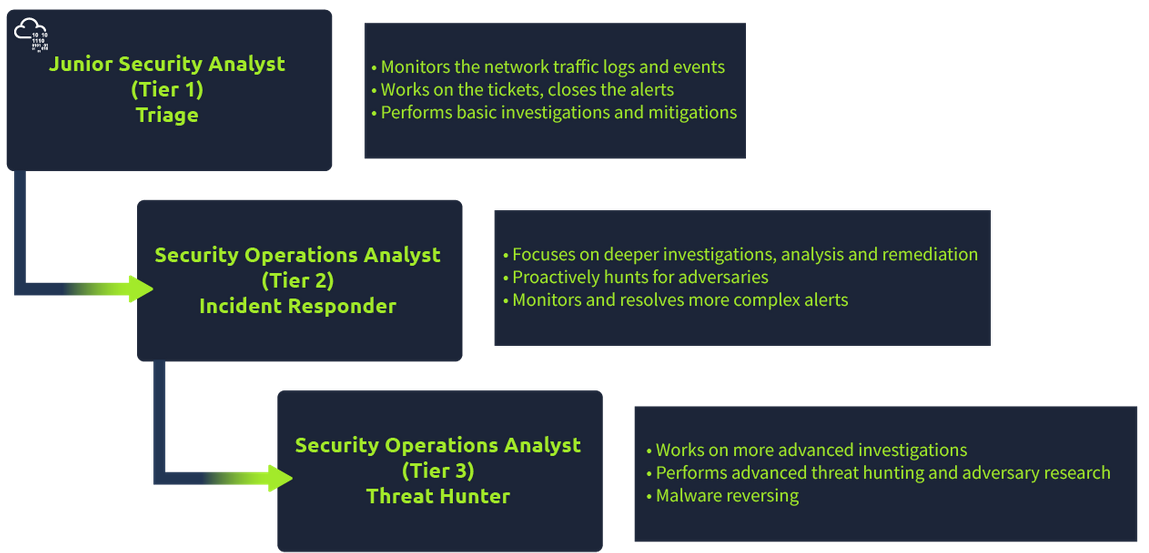 Junior Security Analyst
(Tier 1)
Triage
• Monitors the network traffic logs and events
• Works on the tickets, closes the alerts
• Performs basic investigations and mitigations
Security Operations Analyst
(Tier 2)
Incident Responder
• Focuses on deeper investigations, analysis and remediation
• Proactively hunts for adversaries
• Monitors and resolves more complex alerts
Security Operations Analyst
(Tier 3)
Threat Hunter
• Works on more advanced investigations
• Performs advanced threat hunting and adversary research
• Malware reversing